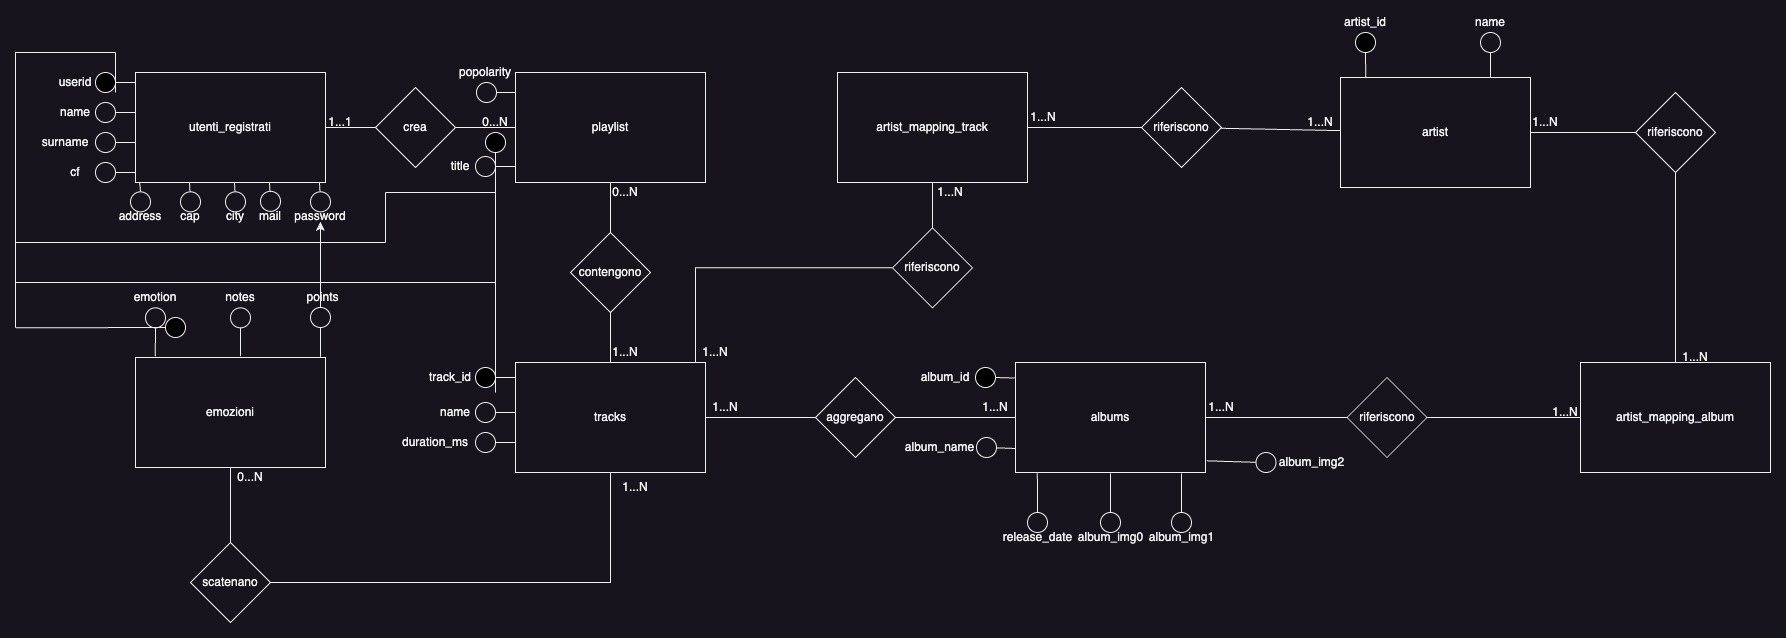 artist_id
name
popolarity
userid
name
surname
cf
utenti_registrati
1...1
crea
0...N
playlist
title
artist_mapping_track
1...N
riferiscono
1...N
artist
1...N
riferiscono
address
cap
city
mail
password
0...N
1...N
contengono
riferiscono
emotion
notes
points
1...N
1...N
1...N
emozioni
track_id
name
duration_ms
tracks
1...N
aggregano
album_id
1...N
album_name
albums
1...N
riferiscono
1...N
artist_mapping_album
album_img2
0...N
1...N
release_date
album_img0
album_img1
scatenano